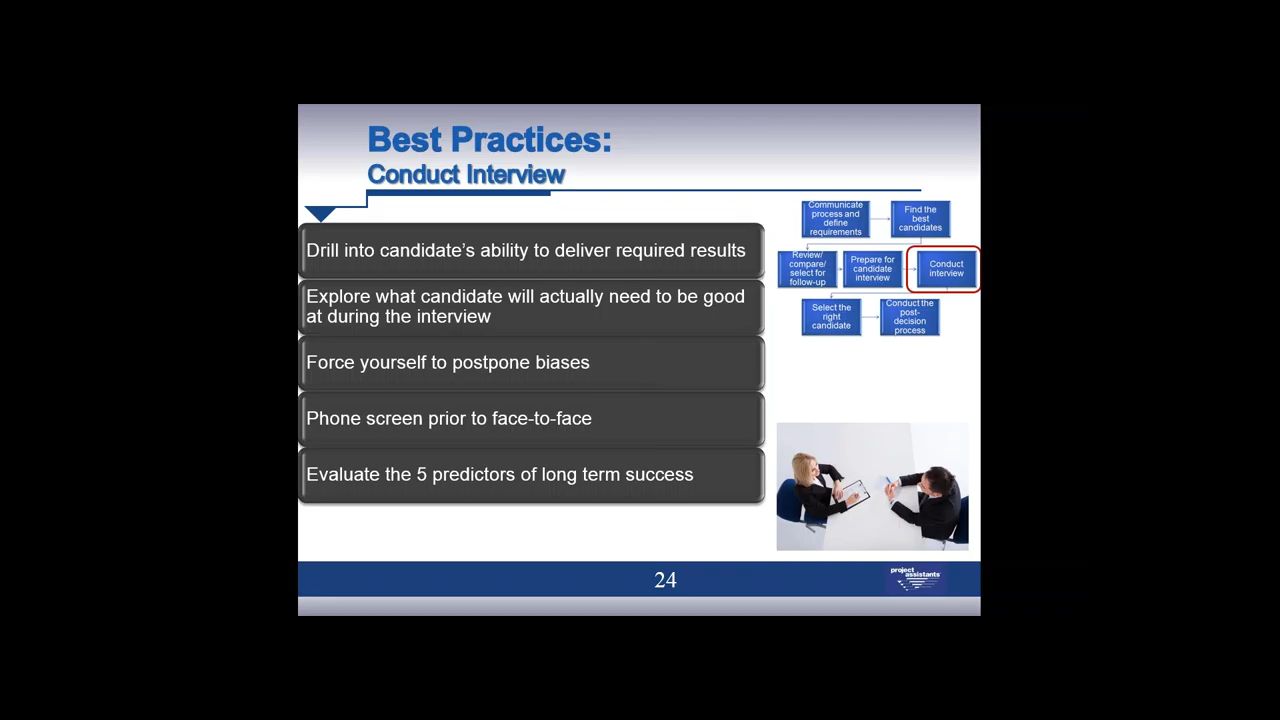 Best Practices:
Conduct Interview
Drill into candidate's ability to deliver required results
Explore what candidate will actually need to be good
at during the interview
Force yourself to postpone biases
Phone screen prior to face-to-face
Evaluate the 5 predictors of long term success
Communicate
process and
define
requirements
Find the
best
candidates
Review/
compare/
select for
follow-up
Prepare for
candidate
interview
Conduct
interview
Select the
right
candidate
Conduct the
post-
decision
process
24
project
assistants